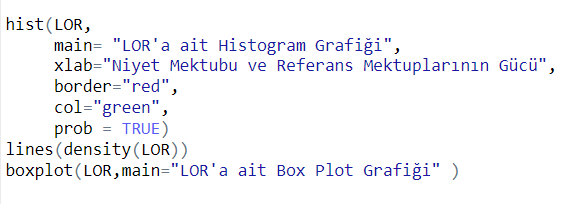 hist(LOR,
     main= "LOR'a ait Histogram Grafiği",
     xlab="Niyet Mektubu ve Referans Mektuplarının Gücü",
     border="red",
     col="green",
     prob = TRUE)
lines(density(LOR))
boxplot(LOR,main="LOR'a ait Box Plot Grafiği" )